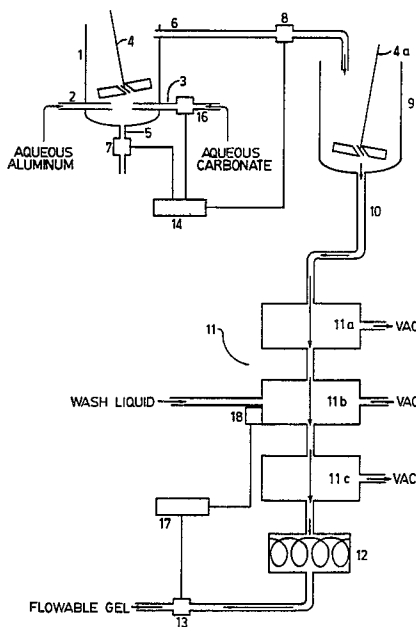 6
8
4
4a
1
3
9
2
16
5
AQUEOUS ALUMINUM
7
AQUEOUS CARBONATE
14
10
11
11a
VAC
WASH LIQUID
11b
VAC
18
11c
VAC
17
12
FLOWABLE GEL
13